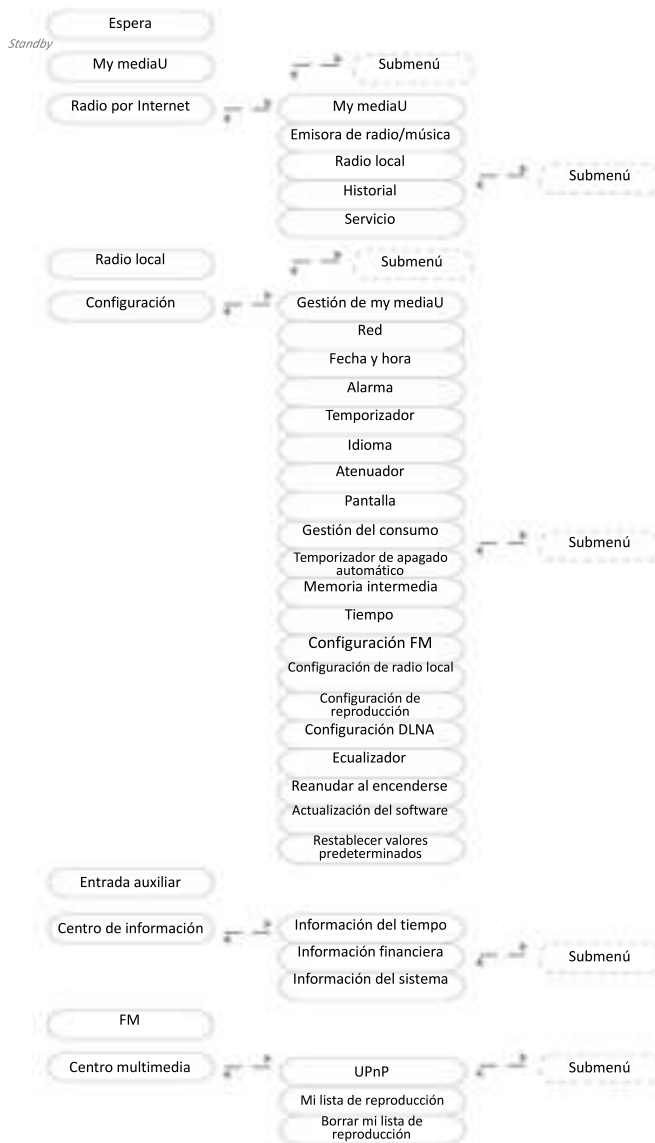 Espera
Standby
My mediaU
Submenú
Radio por Internet
My mediaU
Emisora de radio/música
Radio local
Historial
Submenú
Servicio
Radio local
Submenú
Configuración
Gestión de my mediaU
Red
Fecha y hora
Alarma
Temporizador
Idioma
Atenuador
Pantalla
Gestión del consumo
Submenú
Temporizador de apagado
automático
Memoria intermedia
Tiempo
Configuración FM
Configuración de radio local
Configuración de
reproducción
Configuración DLNA
Ecualizador
Reanudar al encenderse
Actualización del software
Restablecer valores
predeterminados
Entrada auxiliar
Centro de información
Información del tiempo
Información financiera
Submenú
Información del sistema
FM
Centro multimedia
UPnP
Submenú
Mi lista de reproducción
Borrar mi lista de
reproducción